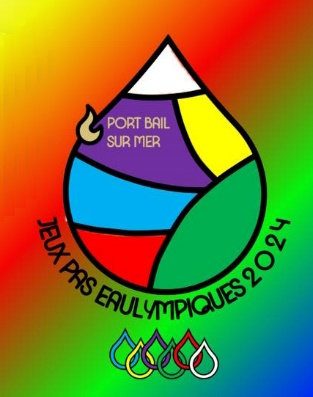 PORT BAIL
SUR MER
JEUX PAS EAULYMPIQUES 2024